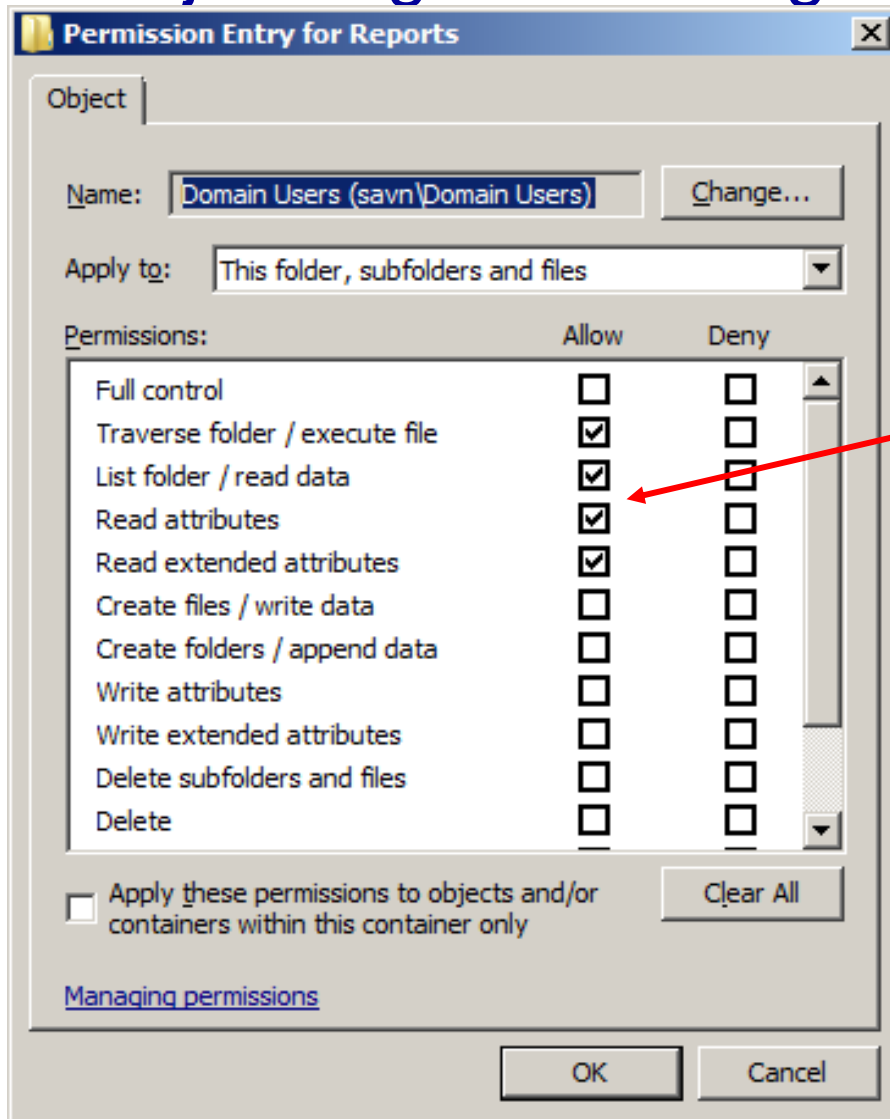 Permission Entry for Reports
Object
Name: Domain Users (savn\Domain Users) Change...
Apply to: This folder, subfolders and files
Permissions: Allow Deny
Full control
Traverse folder / execute file
List folder / read data
Read attributes
Read extended attributes
Create files / write data
Create folders / append data
Write attributes
Write extended attributes
Delete subfolders and files
Delete
Apply these permissions to objects and/or Clear All
containers within this container only
Managing permissions
OK Cancel